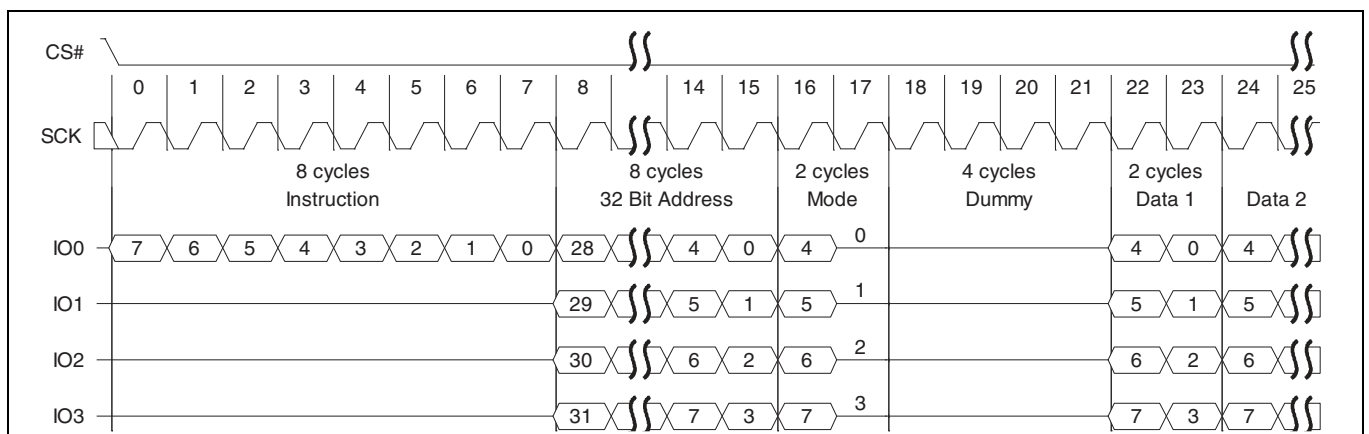 CS#
0 1 2 3 4 5 6 7 8 14 15 16 17 18 19 20 21 22 23 24 25
SCK
8 cycles 8 cycles 2 cycles 4 cycles 2 cycles
Instruction 32 Bit Address Mode Dummy Data 1 Data 2
IO0 7 6 5 4 3 2 1 0 28 4 0 4 0 4 0 4
IO1 29 5 1 5 1 5 1 5
IO2 30 6 2 6 2 6 2 6
IO3 31 7 3 7 3 7 3 7